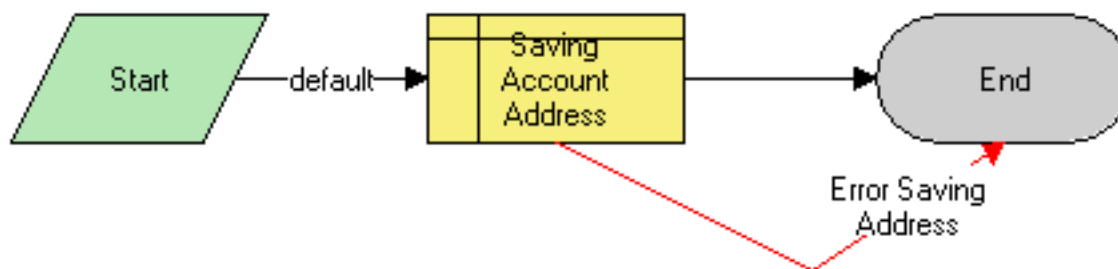 Start
default
Saving
Account
Address
End
Error Saving
Address